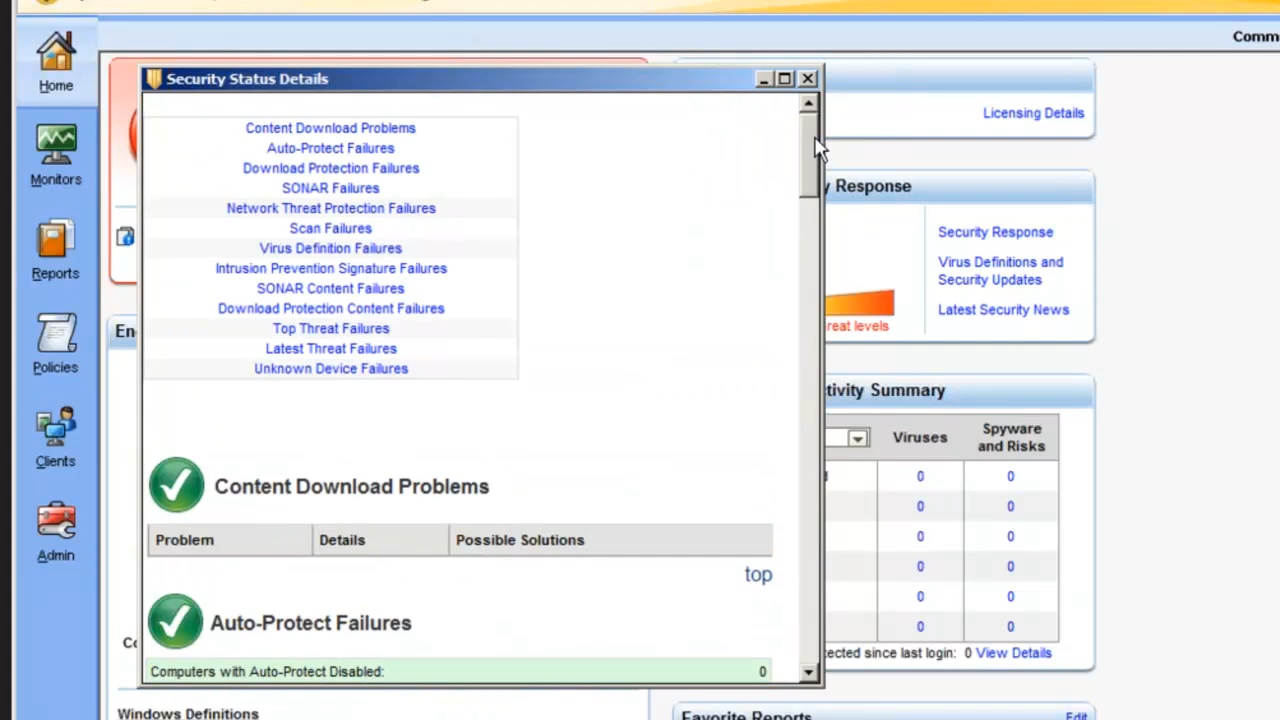 Comm
Home
Monitors
Reports
Policies
Clients
Admin
Security Status Details
Content Download Problems
Auto-Protect Failures
Download Protection Failures
SONAR Failures
Network Threat Protection Failures
Scan Failures
Virus Definition Failures
Intrusion Prevention Signature Failures
SONAR Content Failures
Download Protection Content Failures
Top Threat Failures
Latest Threat Failures
Unknown Device Failures
Content Download Problems
Problem Details Possible Solutions
top
Auto-Protect Failures
Computers with Auto-Protect Disabled: 0
En
Co
Windows Definitions
Licensing Details
y Response
Security Response
Virus Definitions and
Security Updates
Latest Security News
reat levels
tivity Summary
Viruses Spyware
and Risks
0 0
0 0
0 0
0 0
0 0
0 0
tected since last login: 0 View Details
Favorite Reports Edit